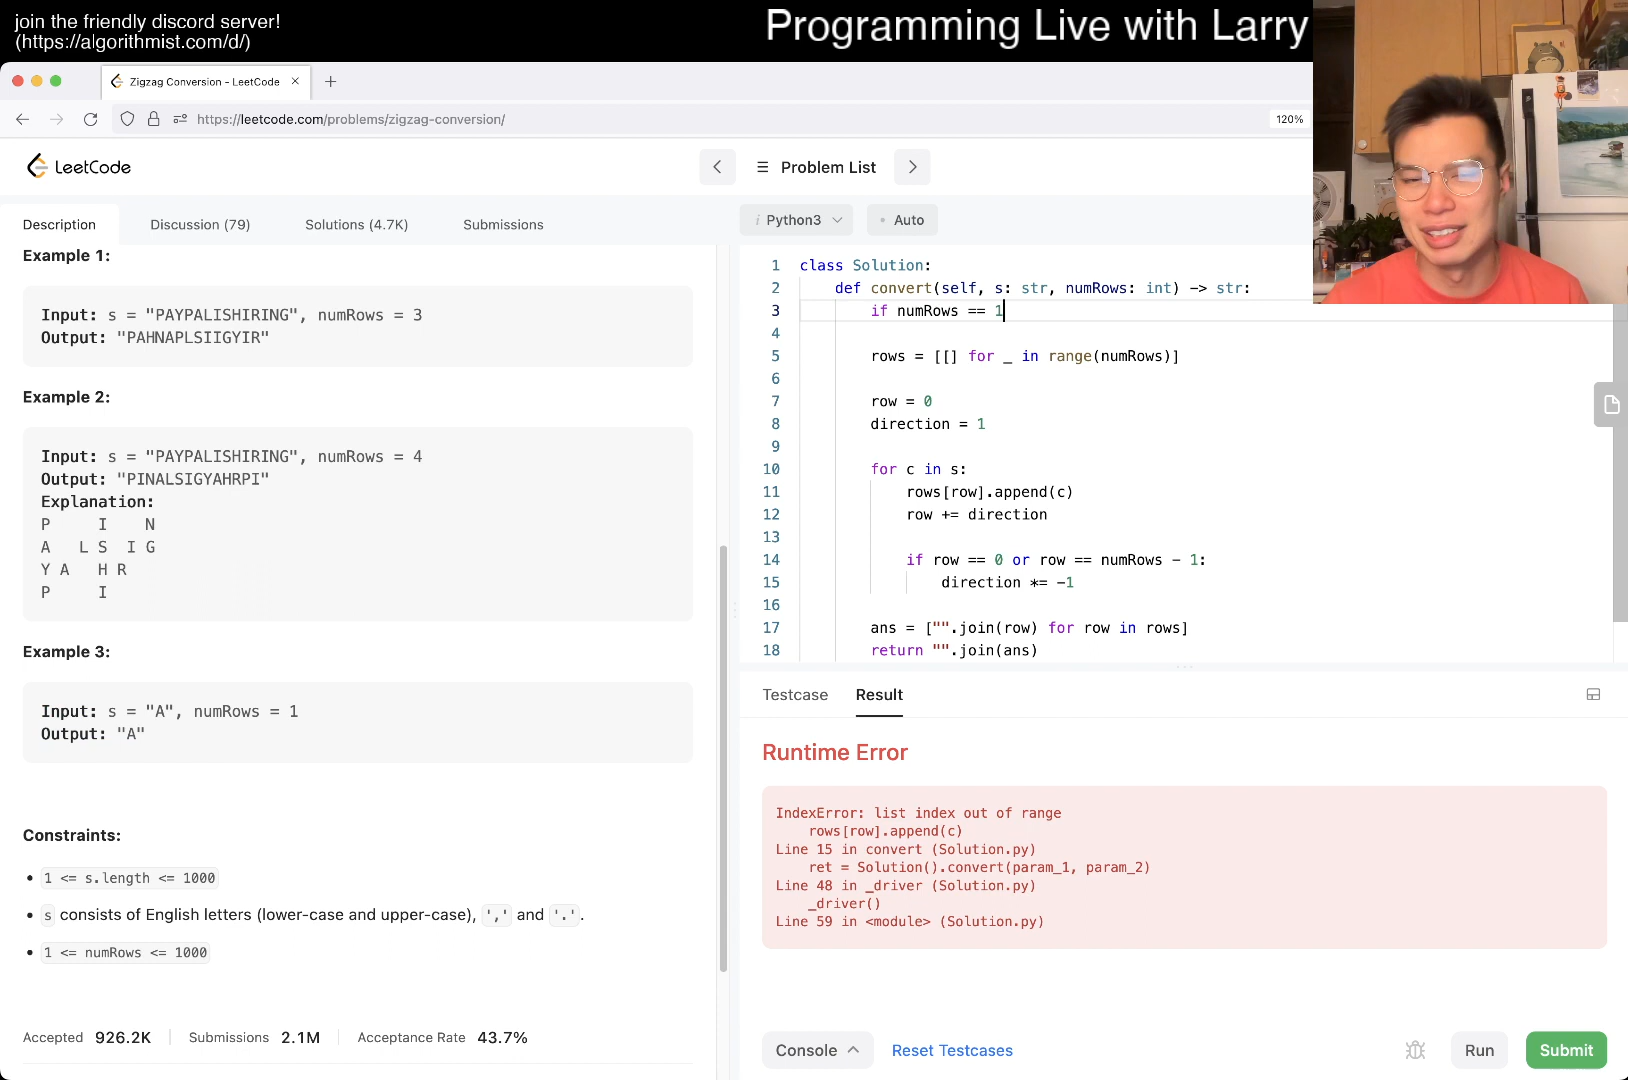 join the friendly discord server!
(https://algorithmist.com/d/)
Programming Live with Larry
Zigzag Conversion - LeetCode
https://leetcode.com/problems/zigzag-conversion/
120%
LeetCode
Problem List
Description
Discussion (79)
Solutions (4.7K)
Submissions
Example 1:
Input: s = "PAYPALISHIRING", numRows = 3
Output: "PAHNAPLSIIGYIR"
Example 2:
Input: s = "PAYPALISHIRING", numRows = 4
Output: "PINALSIGYAHRPI"
Explanation:
P     I    N
A   L S  I G
Y A   H R
P     I
Example 3:
Input: s = "A", numRows = 1
Output: "A"
Constraints:
• 1 <= s.length <= 1000
• s consists of English letters (lower-case and upper-case), ',' and '.'.
• 1 <= numRows <= 1000
Accepted 926.2K
Submissions 2.1M
Acceptance Rate 43.7%
i Python3
• Auto
1 class Solution:
2     def convert(self, s: str, numRows: int) -> str:
3         if numRows == 1
4
5         rows = [[] for _ in range(numRows)]
6
7         row = 0
8         direction = 1
9
10         for c in s:
11             rows[row].append(c)
12             row += direction
13
14             if row == 0 or row == numRows - 1:
15                 direction *= -1
16
17         ans = ["".join(row) for row in rows]
18         return "".join(ans)
Testcase
Result
Runtime Error
IndexError: list index out of range
    rows[row].append(c)
Line 15 in convert (Solution.py)
    ret = Solution().convert(param_1, param_2)
Line 48 in _driver (Solution.py)
    _driver()
Line 59 in <module> (Solution.py)
Console
Reset Testcases
Run
Submit